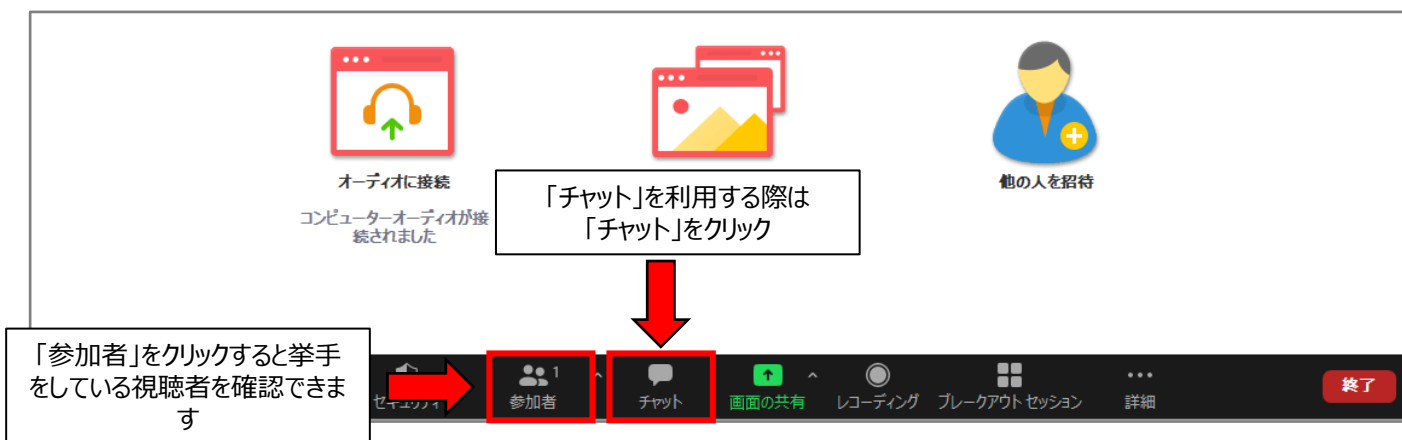 オーディオに接続
コンピューターオーディオが接
続されました
「チャット」を利用する際は
「チャット」をクリック
他の人を招待
「参加者」をクリックすると挙手
をしている視聴者を確認できま
す
セキュリティ
参加者
1
チャット
画面の共有
レコーディング
ブレークアウト セッション
詳細
終了